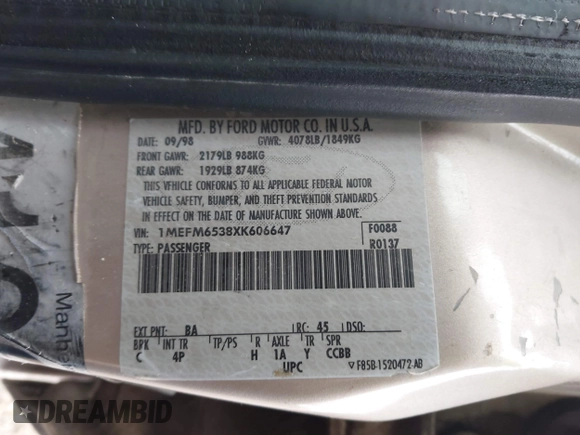 MFD. BY FORD MOTOR CO. IN U.S.A.
DATE: 09/98 GVWR: 4078LB/1849KG
FRONT GAWR: 2179LB 988KG
REAR GAWR: 1929LB 874KG
THIS VEHICLE CONFORMS TO ALL APPLICABLE FEDERAL MOTOR
VEHICLE SAFETY, BUMPER, AND THEFT PREVENTION STANDARDS
IN EFFECT ON THE DATE OF MANUFACTURE SHOWN ABOVE.
VIN: 1MEFM6538XK606647 F0088
TYPE: PASSENGER R0137
EXT PNT: BA RC: 45 DSO:
BRK INT TR TP/PS R AXLE TR SPR
C 4P H 1A Y CCBB
UPC F85B-1520472-AB
Manhe
DREAMBID